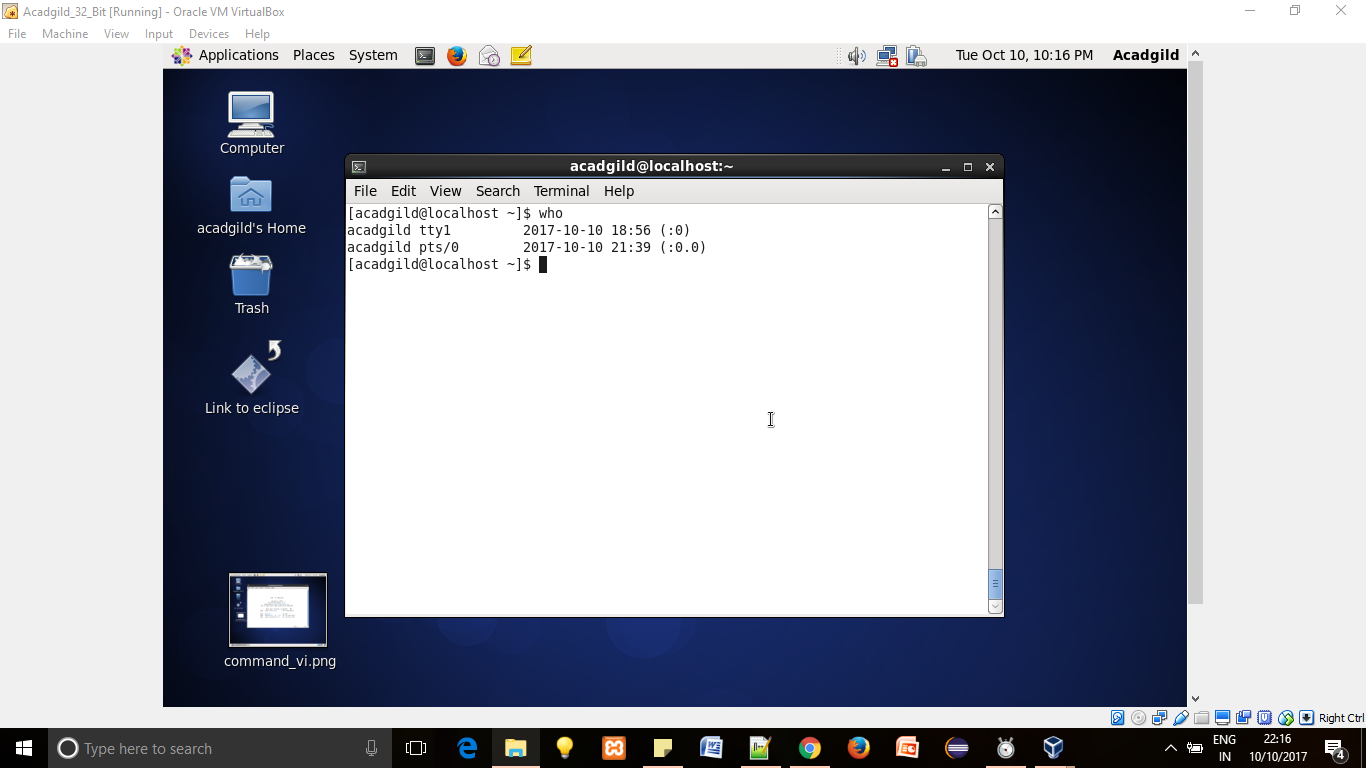 Acadgild_32_Bit [Running] - Oracle VM VirtualBox
File Machine View Input Devices Help
Applications Places System Tue Oct 10, 10:16 PM Acadgild
Computer
acadgild's Home
Trash
Link to eclipse
command_vi.png
acadgild@localhost:~
File Edit View Search Terminal Help
[acadgild@localhost ~]$ who
acadgild tty1         2017-10-10 18:56 (:0)
acadgild pts/0        2017-10-10 21:39 (:0.0)
[acadgild@localhost ~]$
Right Ctrl
Type here to search
ENG
IN
22:16
10/10/2017
4